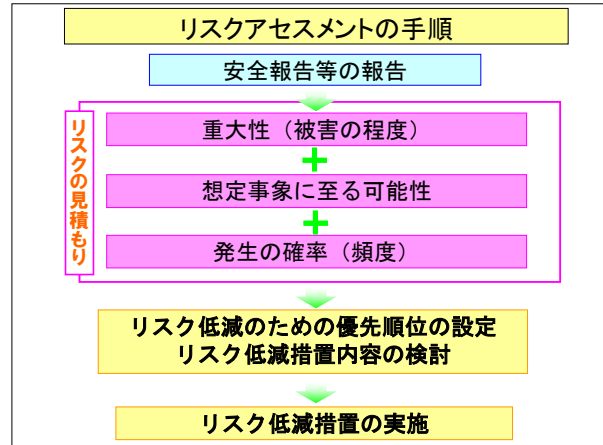 リスクアセスメントの手順
安全報告等の報告
リスクの見積もり
重大性（被害の程度）
+
想定事象に至る可能性
+
発生の確率（頻度）
リスク低減のための優先順位の設定
リスク低減措置内容の検討
リスク低減措置の実施